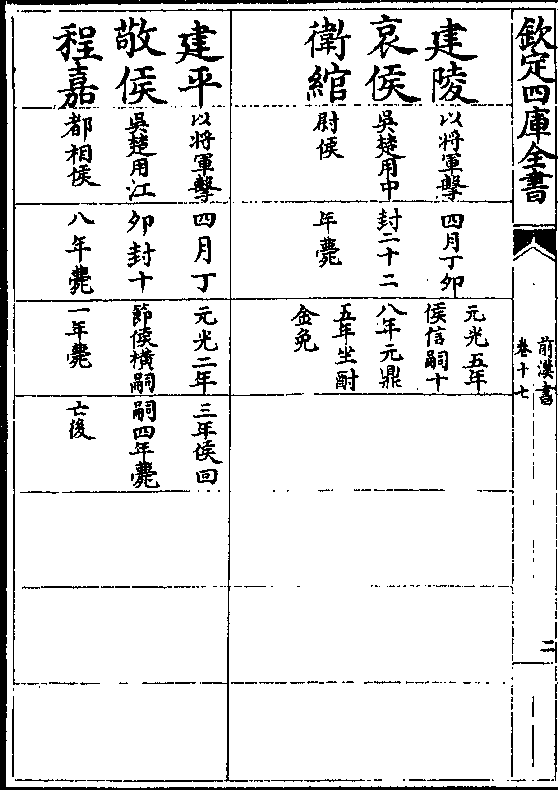 欽定四庫全書
前漢書
卷十七
二
建陵
哀侯
衛綰
以將軍擊
吳楚用中
尉侯
四月丁卯
封二十二
年薨
元光五年
侯信嗣十
八年元鼎
五年坐酎
金免
建平
敬侯
程嘉
以將軍擊
吳楚用江
都相侯
四月丁
卯封十
八年薨
元光二年
節侯橫嗣
一年薨
三年侯回
嗣四年薨
亡後